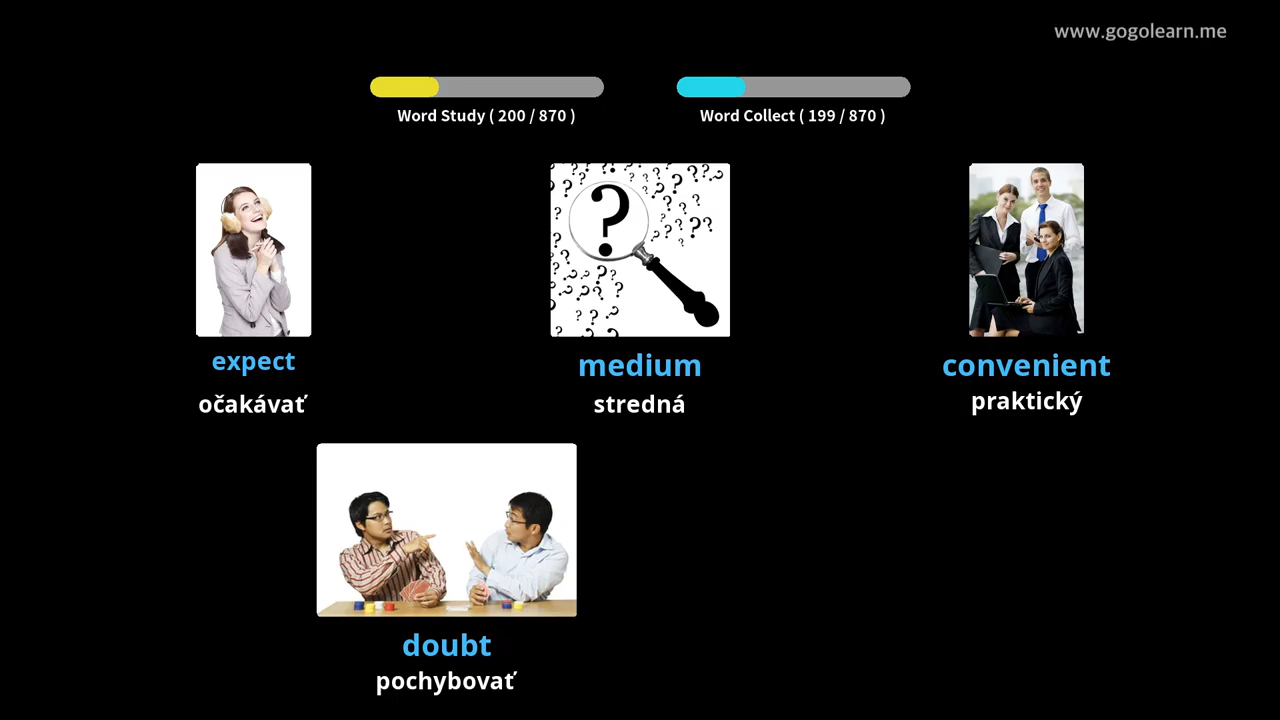 www.gogolearn.me
Word Study ( 200 / 870 )
Word Collect ( 199 / 870 )
expect
medium
convenient
očakávať
stredná
praktický
doubt
pochybovať